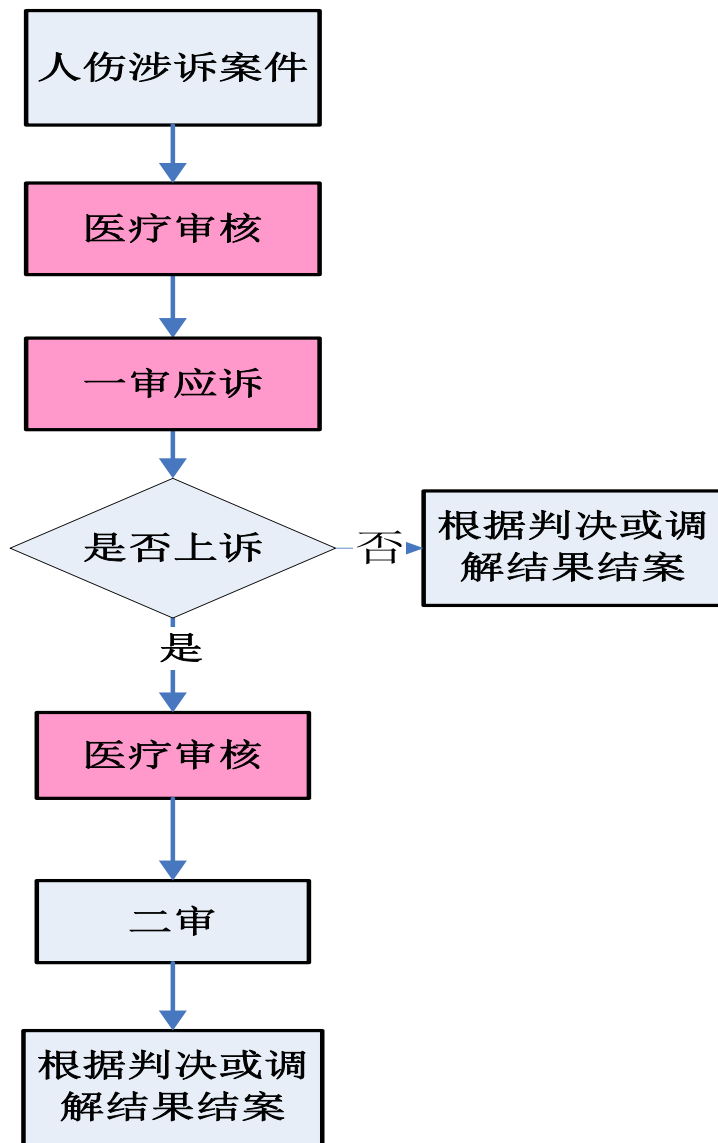 人伤涉诉案件
医疗审核
一审应诉
是否上诉
否
根据判决或调
解结果结案
是
医疗审核
二审
根据判决或调
解结果结案